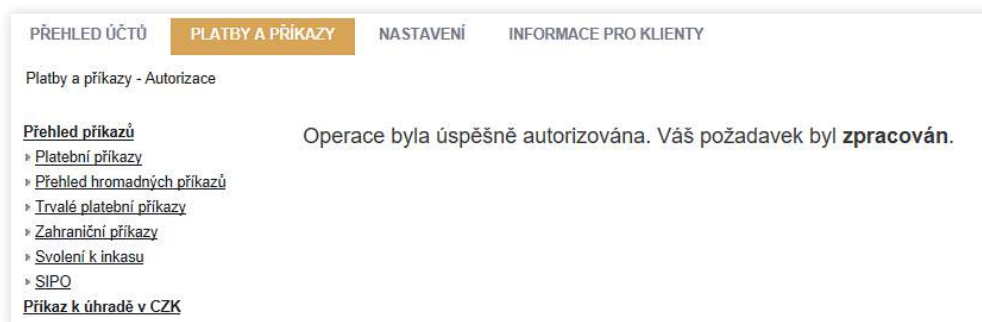 PŘEHLED ÚČTŮ PLATBY A PŘÍKAZY NASTAVENÍ INFORMACE PRO KLIENTY
Platby a příkazy - Autorizace
Přehled příkazů
Operace byla úspěšně autorizována. Váš požadavek byl zpracován.
Platební příkazy
Přehled hromadných příkazů
Trvalé platební příkazy
Zahraniční příkazy
Svolení k inkasu
SIPO
Příkaz k úhradě v CZK